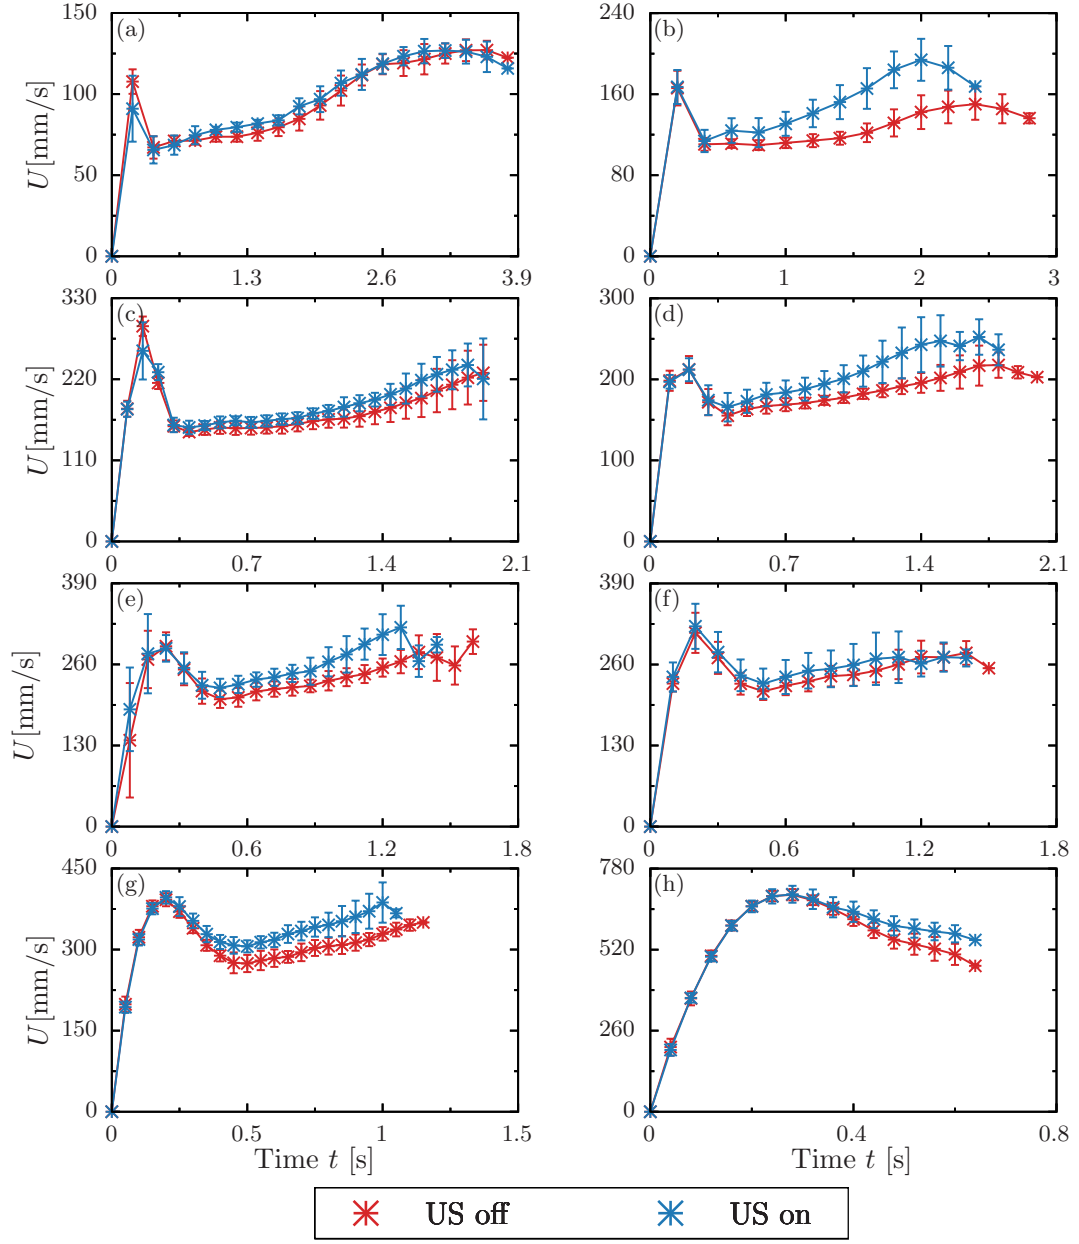 (a)
U[mm/s]
150
100
50
0
0 1.3 2.6 3.9
(b)
240
160
80
0
0 1 2 3
(c)
U[mm/s]
330
220
110
0
0 0.7 1.4 2.1
(d)
300
200
100
0
0 0.7 1.4 2.1
(e)
U[mm/s]
390
260
130
0
0 0.6 1.2 1.8
(f)
390
260
130
0
0 0.6 1.2 1.8
(g)
U[mm/s]
450
300
150
0
0 0.5 1 1.5
Time t [s]
(h)
780
520
260
0
0 0.4 0.8
Time t [s]
US off US on